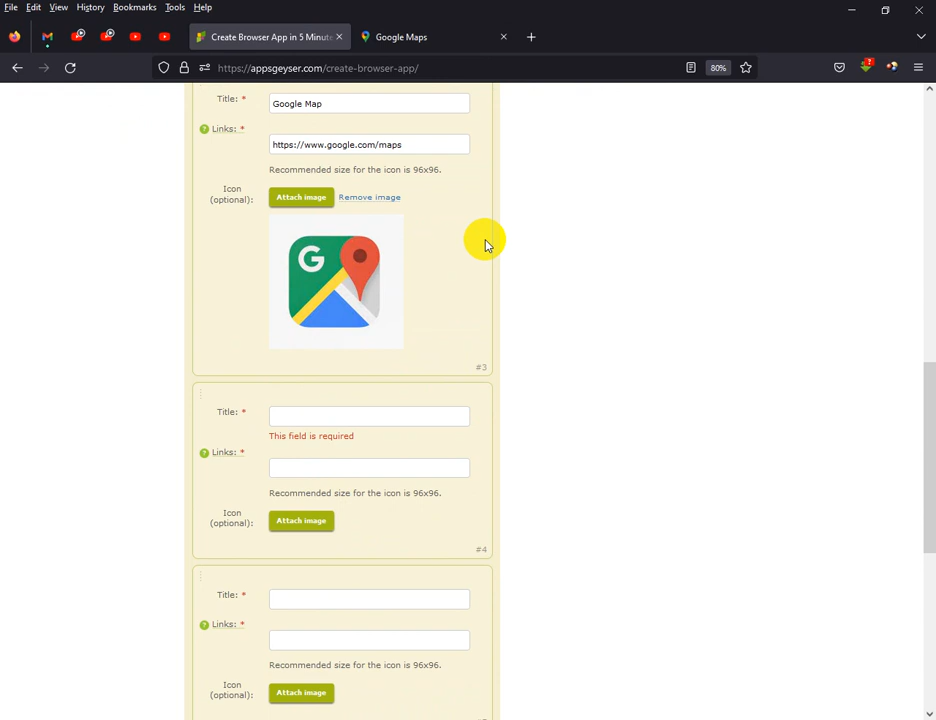 File Edit View History Bookmarks Tools Help
Create Browser App in 5 Minute
Google Maps
https://appsgeyser.com/create-browser-app/
80%
Title: *
Google Map
? Links: *
https://www.google.com/maps
Recommended size for the icon is 96x96.
Icon
(optional):
Attach image
Remove image
G
#3
Title: *
This field is required
? Links: *
Recommended size for the icon is 96x96.
Icon
(optional):
Attach image
#4
Title: *
? Links: *
Recommended size for the icon is 96x96.
Icon
(optional):
Attach image